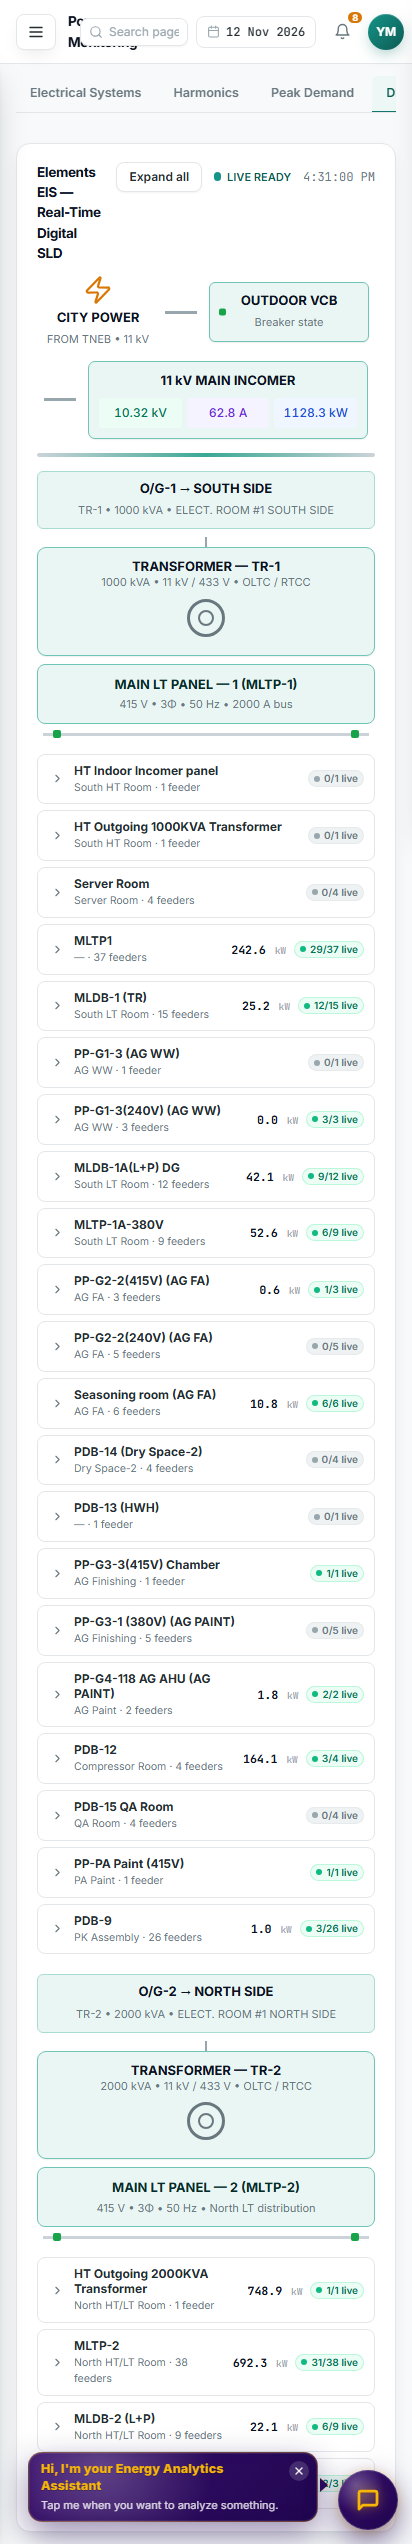 Search page
12 Nov 2026
8
YM
Monitoring
Electrical Systems
Harmonics
Peak Demand
D
Elements
EIS —
Real-Time
Digital
SLD
Expand all
LIVE READY
4:31:00 PM
CITY POWER
FROM TNEB • 11 kV
OUTDOOR VCB
Breaker state
11 kV MAIN INCOMER
10.32 kV
62.8 A
1128.3 kW
O/G-1 → SOUTH SIDE
TR-1 • 1000 kVA • ELECT. ROOM #1 SOUTH SIDE
TRANSFORMER — TR-1
1000 kVA • 11 kV / 433 V • OLTC / RTCC
MAIN LT PANEL — 1 (MLTP-1)
415 V • 3Φ • 50 Hz • 2000 A bus
HT Indoor Incomer panel
South HT Room · 1 feeder
0/1 live
HT Outgoing 1000KVA Transformer
South HT Room · 1 feeder
0/1 live
Server Room
Server Room · 4 feeders
0/4 live
MLTP1
— · 37 feeders
242.6 kW
29/37 live
MLDB-1 (TR)
South LT Room · 15 feeders
25.2 kW
12/15 live
PP-G1-3 (AG WW)
AG WW · 1 feeder
0/1 live
PP-G1-3(240V) (AG WW)
AG WW · 3 feeders
0.0 kW
3/3 live
MLDB-1A(L+P) DG
South LT Room · 12 feeders
42.1 kW
9/12 live
MLTP-1A-380V
South LT Room · 9 feeders
52.6 kW
6/9 live
PP-G2-2(415V) (AG FA)
AG FA · 3 feeders
0.6 kW
1/3 live
PP-G2-2(240V) (AG FA)
AG FA · 5 feeders
0/5 live
Seasoning room (AG FA)
AG FA · 6 feeders
10.8 kW
6/6 live
PDB-14 (Dry Space-2)
Dry Space-2 · 4 feeders
0/4 live
PDB-13 (HWH)
— · 1 feeder
0/1 live
PP-G3-3(415V) Chamber
AG Finishing · 1 feeder
1/1 live
PP-G3-1 (380V) (AG PAINT)
AG Finishing · 5 feeders
0/5 live
PP-G4-118 AG AHU (AG
PAINT)
AG Paint · 2 feeders
1.8 kW
2/2 live
PDB-12
Compressor Room · 4 feeders
164.1 kW
3/4 live
PDB-15 QA Room
QA Room · 4 feeders
0/4 live
PP-PA Paint (415V)
PA Paint · 1 feeder
1/1 live
PDB-9
PK Assembly · 26 feeders
1.0 kW
3/26 live
O/G-2 → NORTH SIDE
TR-2 • 2000 kVA • ELECT. ROOM #1 NORTH SIDE
TRANSFORMER — TR-2
2000 kVA • 11 kV / 433 V • OLTC / RTCC
MAIN LT PANEL — 2 (MLTP-2)
415 V • 3Φ • 50 Hz • North LT distribution
HT Outgoing 2000KVA
Transformer
North HT/LT Room · 1 feeder
748.9 kW
1/1 live
MLTP-2
North HT/LT Room · 38
feeders
692.3 kW
31/38 live
MLDB-2 (L+P)
North HT/LT Room · 9 feeders
22.1 kW
6/9 live
Hi, I'm your Energy Analytics
Assistant
Tap me when you want to analyze something.